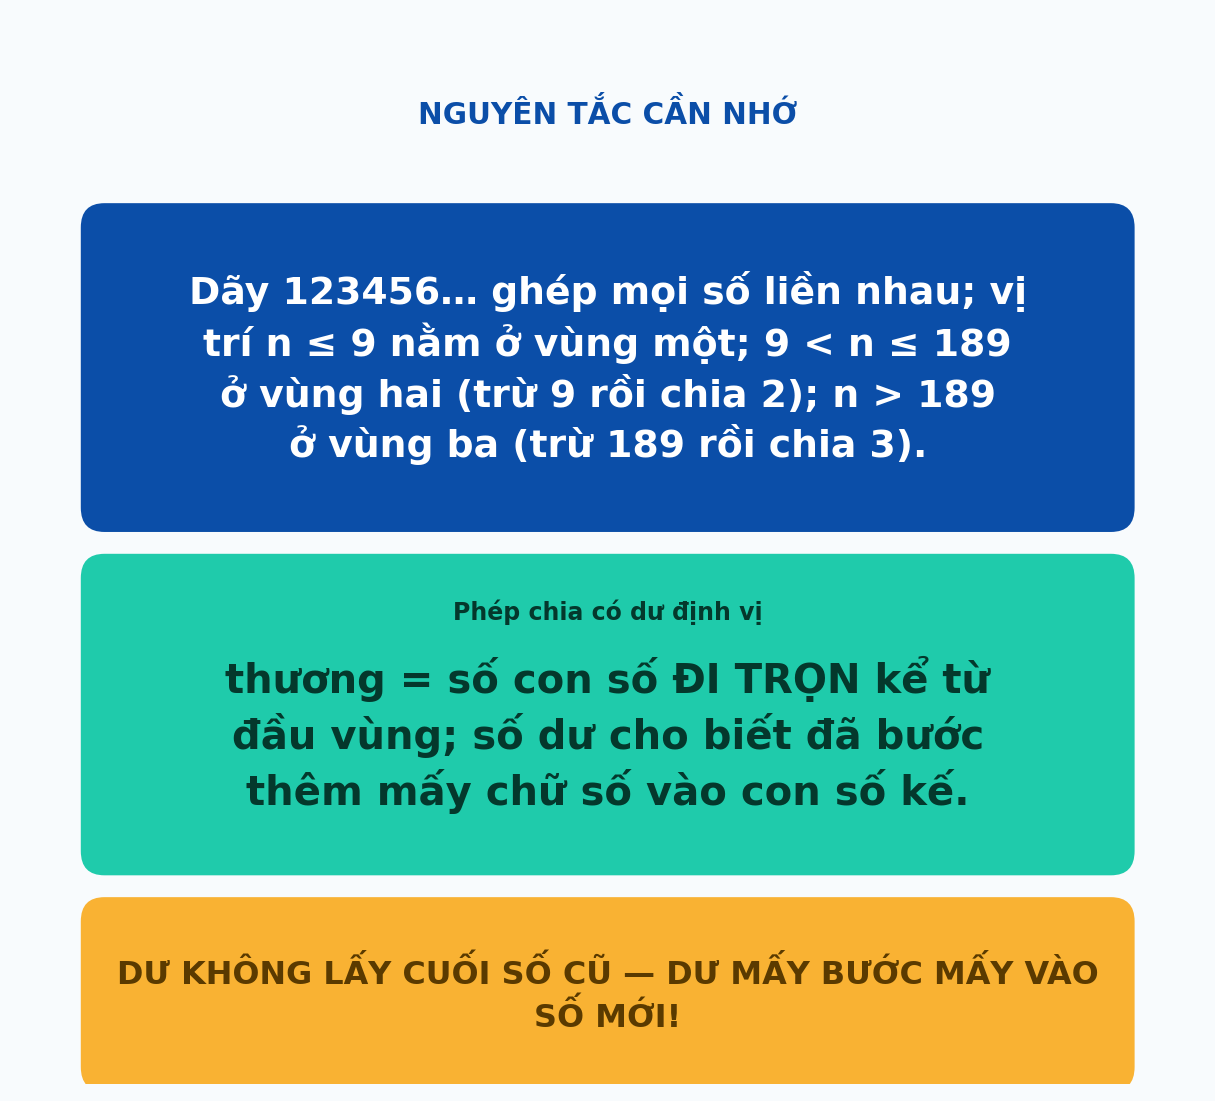 NGUYÊN TẮC CẦN NHỚ
Dãy 123456… ghép mọi số liền nhau; vị
trí n ≤ 9 nằm ở vùng một; 9 < n ≤ 189
ở vùng hai (trừ 9 rồi chia 2); n > 189
ở vùng ba (trừ 189 rồi chia 3).
Phép chia có dư định vị
thương = số con số ĐI TRỌN kể từ
đầu vùng; số dư cho biết đã bước
thêm mấy chữ số vào con số kế.
DƯ KHÔNG LẤY CUỐI SỐ CŨ — DƯ MẤY BƯỚC MẤY VÀO
SỐ MỚI!